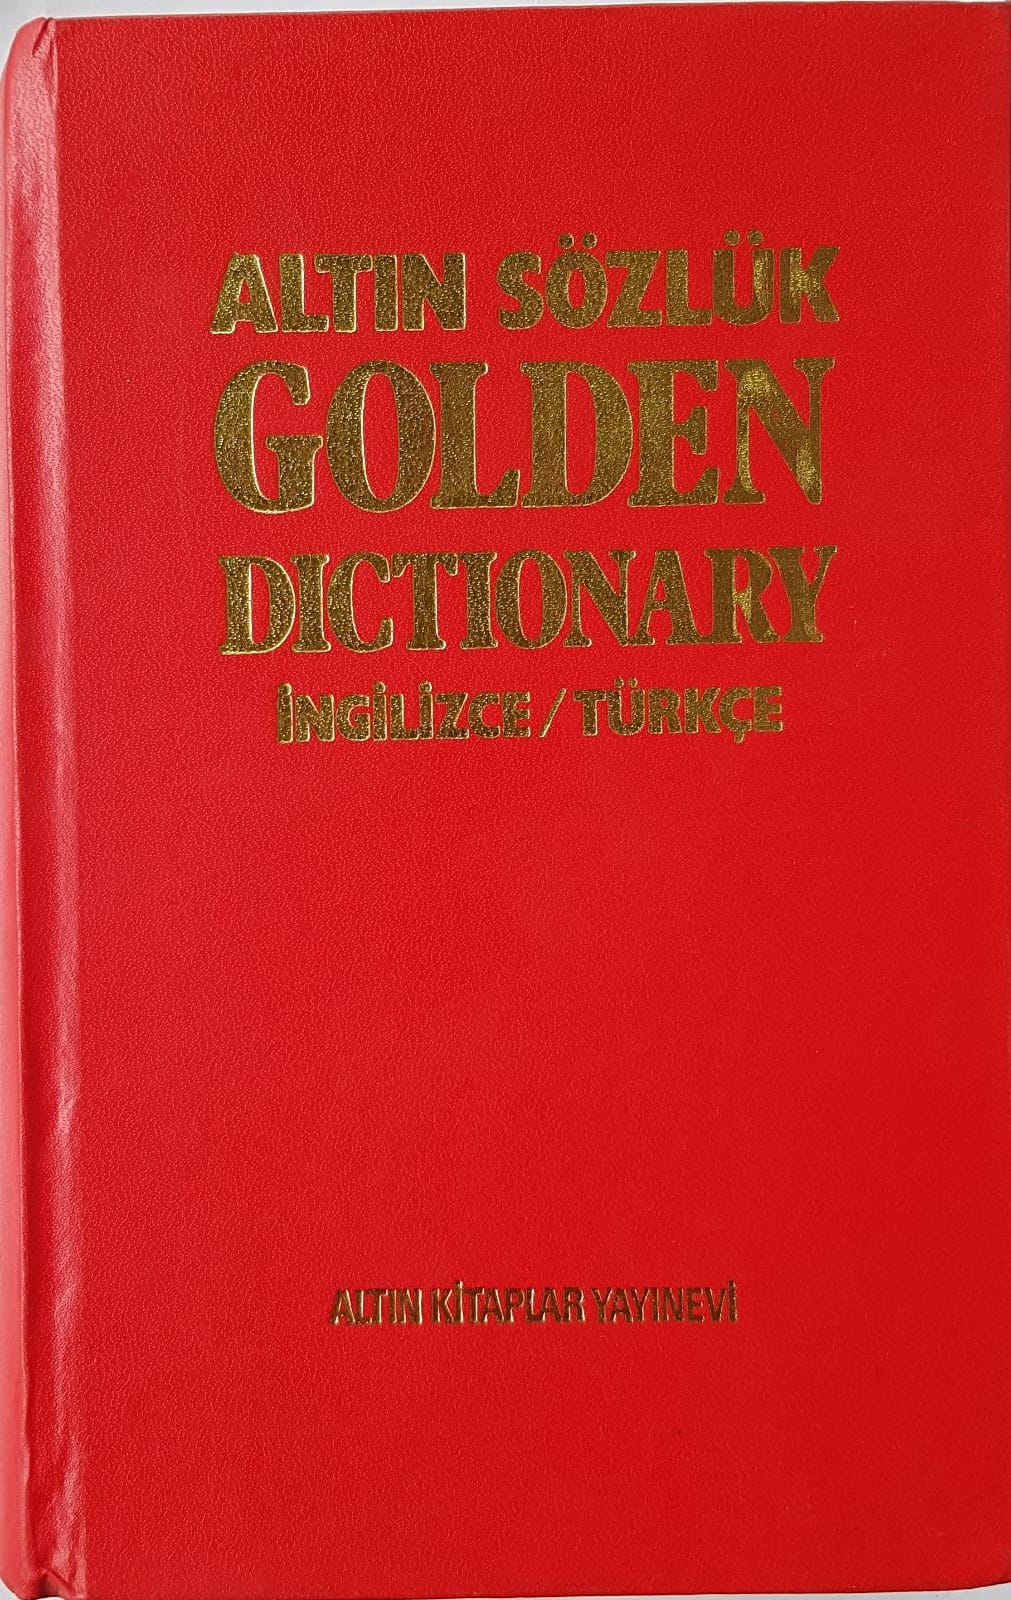 ALTIN SÖZLÜK
GOLDEN
DICTIONARY
İNGİLİZCE/TÜRKÇE
ALTIN KİTAPLAR YAYINEVİ